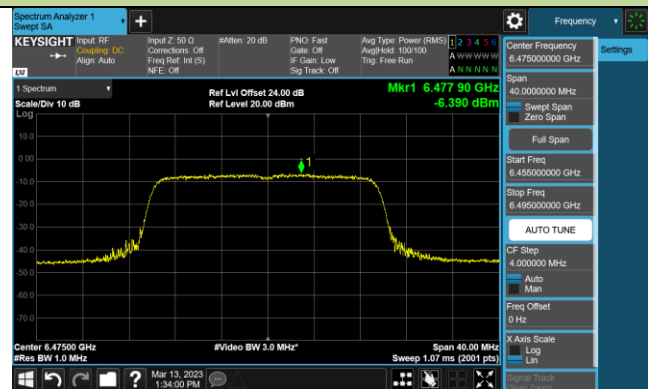 Spectrum Analyzer 1
Swept SA
Frequency
KEYSIGHT
Input: RF
Coupling: DC
Align: Auto
Input Z: 50 Ω
Corrections: Off
Freq Ref: Int (S)
NFE: Off
#Atten: 20 dB
PNO: Fast
Gate: Off
IF Gain: Low
Sig Track: Off
Avg Type: Power (RMS)
Avg|Hold: 100/100
Trig: Free Run
1 2 3 4 5 6
A W W W W W
A N N N N N
LXI
1 Spectrum
Scale/Div 10 dB
Log
Ref Lvl Offset 24.00 dB
Ref Level 20.00 dBm
Mkr1 6.477 90 GHz
-6.390 dBm
10.0
0.00
-10.0
-20.0
-30.0
-40.0
-50.0
-60.0
-70.0
1
Center 6.47500 GHz
#Res BW 1.0 MHz
#Video BW 3.0 MHz*
Span 40.00 MHz
Sweep 1.07 ms (2001 pts)
Mar 13, 2023
1:34:00 PM
Center Frequency
6.475000000 GHz
Settings
Span
40.0000000 MHz
Swept Span
Zero Span
Full Span
Start Freq
6.455000000 GHz
Stop Freq
6.495000000 GHz
AUTO TUNE
CF Step
4.000000 MHz
Auto
Man
Freq Offset
0 Hz
X Axis Scale
Log
Lin
Signal Track
(Span Zoom)